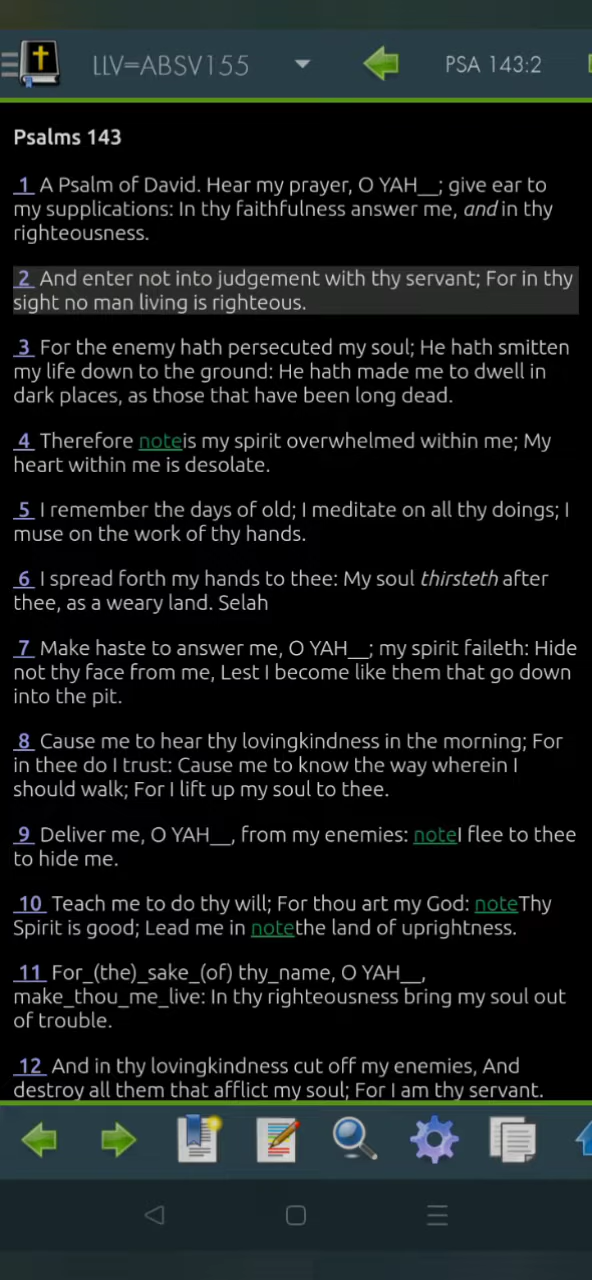 LLV=ABSV155
PSA 143:2
Psalms 143
1 A Psalm of David. Hear my prayer, O YAH__; give ear to
my supplications: In thy faithfulness answer me, and in thy
righteousness.
2 And enter not into judgement with thy servant; For in thy
sight no man living is righteous.
3 For the enemy hath persecuted my soul; He hath smitten
my life down to the ground: He hath made me to dwell in
dark places, as those that have been long dead.
4 Therefore noteis my spirit overwhelmed within me; My
heart within me is desolate.
5 I remember the days of old; I meditate on all thy doings; I
muse on the work of thy hands.
6 I spread forth my hands to thee: My soul thirsteth after
thee, as a weary land. Selah
7 Make haste to answer me, O YAH__; my spirit faileth: Hide
not thy face from me, Lest I become like them that go down
into the pit.
8 Cause me to hear thy lovingkindness in the morning; For
in thee do I trust: Cause me to know the way wherein I
should walk; For I lift up my soul to thee.
9 Deliver me, O YAH__, from my enemies: noteI flee to thee
to hide me.
10 Teach me to do thy will; For thou art my God: noteThy
Spirit is good; Lead me in notethe land of uprightness.
11 For_(the)_sake_(of) thy_name, O YAH__,
make_thou_me_live: In thy righteousness bring my soul out
of trouble.
12 And in thy lovingkindness cut off my enemies, And
destroy all them that afflict my soul; For I am thy servant.